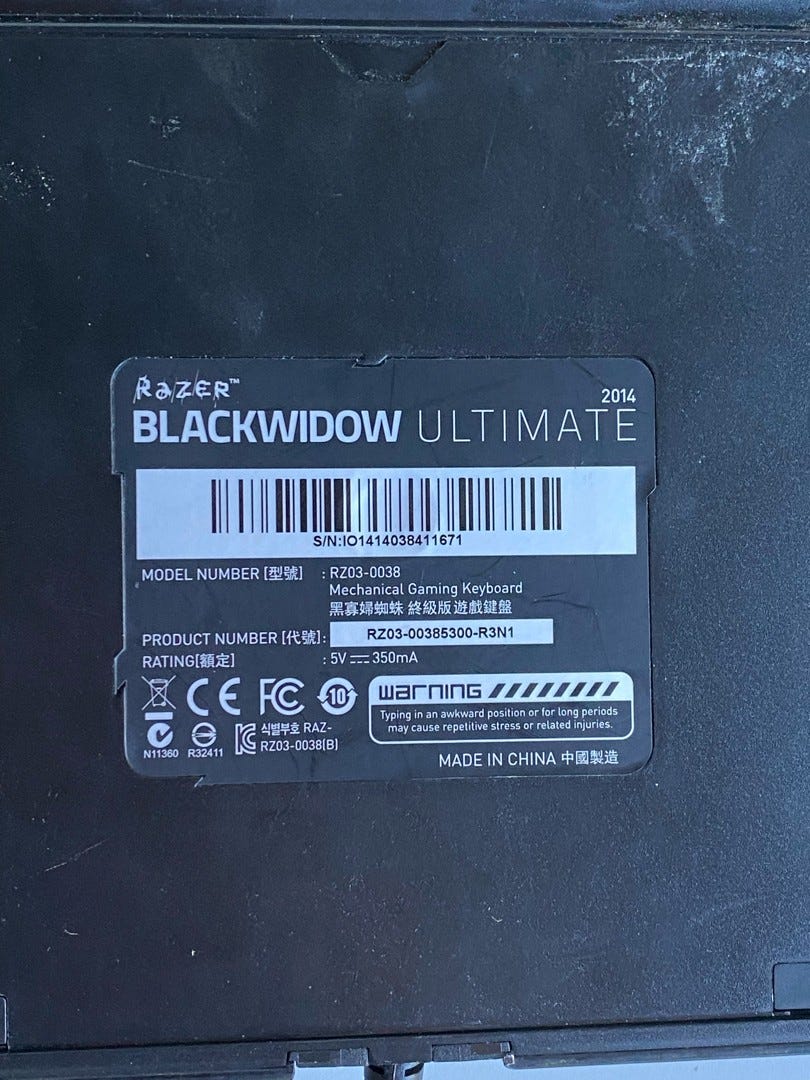 RAZER™
2014
BLACKWIDOW ULTIMATE
S/N:IO1414038411671
MODEL NUMBER [型號] : RZ03-0038
Mechanical Gaming Keyboard
黑寡婦蜘蛛 終級版遊戲鍵盤
PRODUCT NUMBER [代號]: RZ03-00385300-R3N1
RATING[額定] : 5V⎓350mA
CE FC 10
warning
Typing in an awkward position or for long periods
may cause repetitive stress or related injuries.
식별부호 RAZ-
RZ03-0038(B)
N11360 R32411
MADE IN CHINA 中國製造